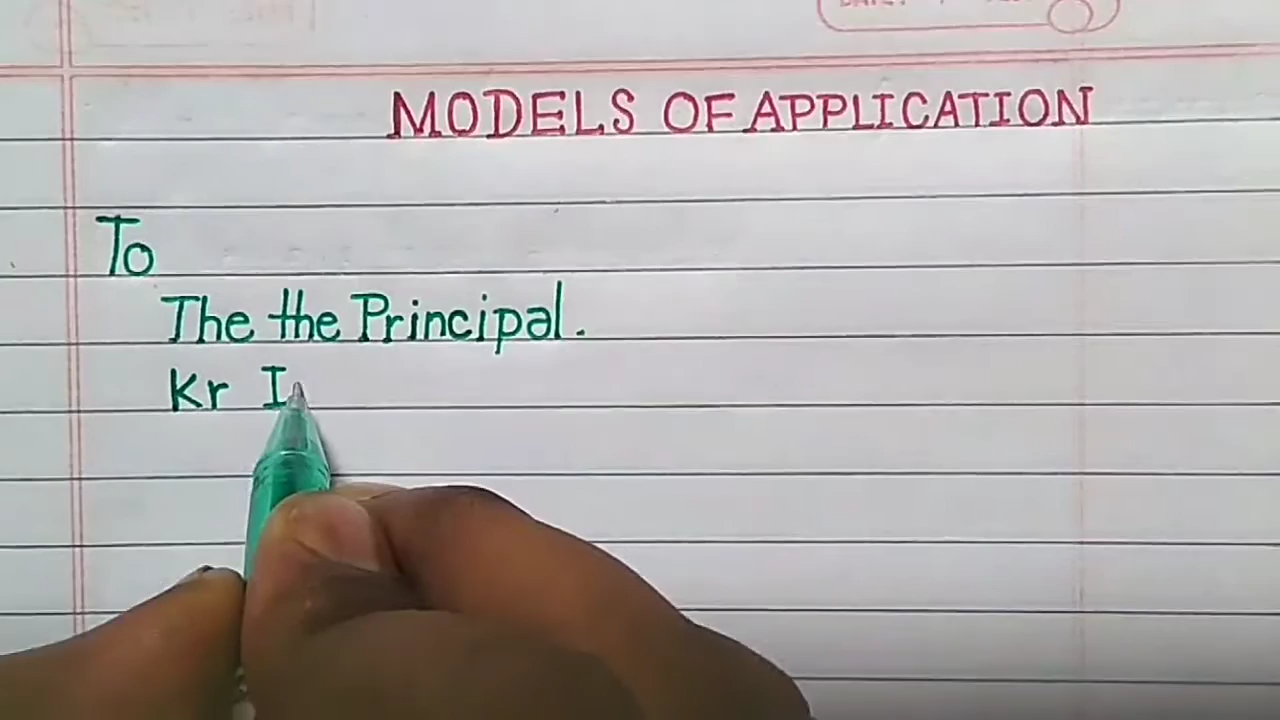 MODELS OF APPLICATION
To
The the Principal.
Kr I